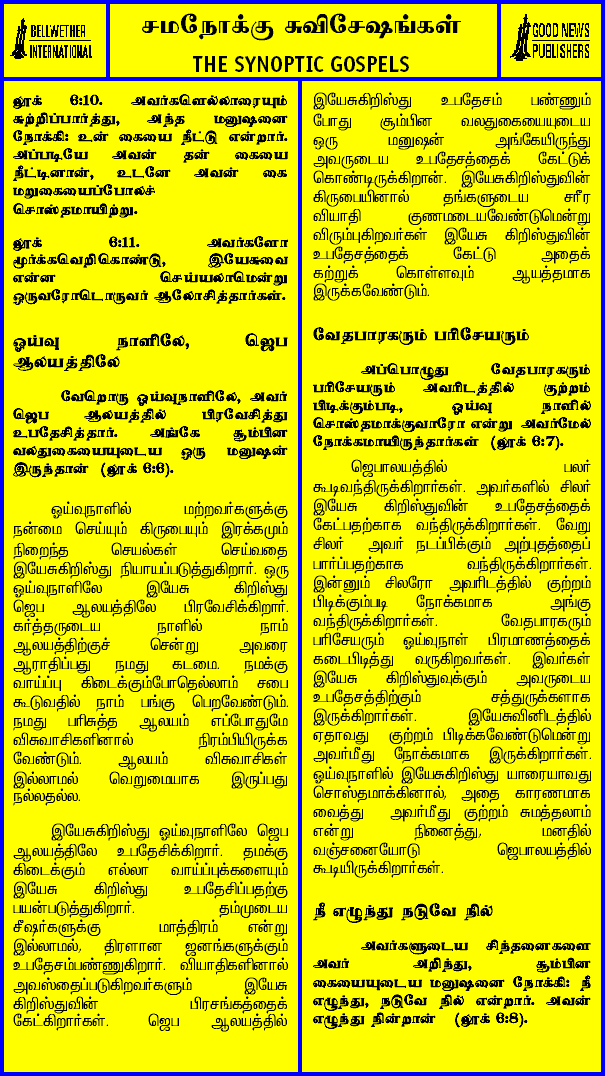 BELLWETHER
INTERNATIONAL
சமநோக்கு சுவிசேஷங்கள்
THE SYNOPTIC GOSPELS
GOOD NEWS
PUBLISHERS
லூக் 6:10. அவர்களெல்லாரையும்
சுற்றிப்பார்த்து, அந்த மனுஷனை
நோக்கி: உன் கையை நீட்டு என்றார்.
அப்படியே அவன் தன் கையை
நீட்டினான், உடனே அவன் கை
மறுகையைப்போலச்
சொஸ்தமாயிற்று.
லூக் 6:11. அவர்களோ
மூர்க்கவெறிகொண்டு, இயேசுவை
என்ன செய்யலாமென்று
ஒருவரோடொருவர் ஆலோசித்தார்கள்.
ஓய்வு நாளிலே, ஜெப
ஆலயத்திலே
வேறொரு ஓய்வுநாளிலே, அவர்
ஜெப ஆலயத்தில் பிரவேசித்து
உபதேசித்தார். அங்கே சூம்பின
வலதுகையையுடைய ஒரு மனுஷன்
இருந்தான் (லூக் 6:6).
ஓய்வுநாளில் மற்றவர்களுக்கு
நன்மை செய்யும் கிருபையும் இரக்கமும்
நிறைந்த செயல்கள் செய்வதை
இயேசுகிறிஸ்து நியாயப்படுத்துகிறார். ஒரு
ஓய்வுநாளிலே இயேசு கிறிஸ்து
ஜெப ஆலயத்திலே பிரவேசிக்கிறார்.
கர்த்தருடைய நாளில் நாம்
ஆலயத்திற்குச் சென்று அவரை
ஆராதிப்பது நமது கடமை. நமக்கு
வாய்ப்பு கிடைக்கும்போதெல்லாம் சபை
கூடுவதில் நாம் பங்கு பெறவேண்டும்.
நமது பரிசுத்த ஆலயம் எப்போதுமே
விசுவாசிகளினால் நிரம்பியிருக்க
வேண்டும். ஆலயம் விசுவாசிகள்
இல்லாமல் வெறுமையாக இருப்பது
நல்லதல்ல.
இயேசுகிறிஸ்து ஓய்வுநாளிலே ஜெப
ஆலயத்திலே உபதேசிக்கிறார். தமக்கு
கிடைக்கும் எல்லா வாய்ப்புக்களையும்
இயேசு கிறிஸ்து உபதேசிப்பதற்கு
பயன்படுத்துகிறார். தம்முடைய
சீஷர்களுக்கு மாத்திரம் என்று
இல்லாமல், திரளான ஜனங்களுக்கும்
உபதேசம்பண்ணுகிறார். வியாதிகளினால்
அவஸ்தைப்படுகிறவர்களும் இயேசு
கிறிஸ்துவின் பிரசங்கத்தைக்
கேட்கிறார்கள். ஜெப ஆலயத்தில்
இயேசுகிறிஸ்து உபதேசம் பண்ணும்
போது சூம்பின வலதுகையையுடைய
ஒரு மனுஷன் அங்கேயிருந்து
அவருடைய உபதேசத்தைக் கேட்டுக்
கொண்டிருக்கிறான். இயேசுகிறிஸ்துவின்
கிருபையினால் தங்களுடைய சரீர
வியாதி குணமடையவேண்டுமென்று
விரும்புகிறவர்கள் இயேசு கிறிஸ்துவின்
உபதேசத்தைக் கேட்டு அதைக்
கற்றுக் கொள்ளவும் ஆயத்தமாக
இருக்கவேண்டும்.
வேதபாரகரும் பரிசேயரும்
அப்பொழுது வேதபாரகரும்
பரிசேயரும் அவரிடத்தில் குற்றம்
பிடிக்கும்படி, ஓய்வு நாளில்
சொஸ்தமாக்குவாரோ என்று அவர்மேல்
நோக்கமாயிருந்தார்கள் (லூக் 6:7).
ஜெபாலயத்தில் பலர்
கூடிவந்திருக்கிறார்கள். அவர்களில் சிலர்
இயேசு கிறிஸ்துவின் உபதேசத்தைக்
கேட்பதற்காக வந்திருக்கிறார்கள். வேறு
சிலர் அவர் நடப்பிக்கும் அற்புதத்தைப்
பார்ப்பதற்காக வந்திருக்கிறார்கள்.
இன்னும் சிலரோ அவரிடத்தில் குற்றம்
பிடிக்கும்படி நோக்கமாக அங்கு
வந்திருக்கிறார்கள். வேதபாரகரும்
பரிசேயரும் ஓய்வுநாள் பிரமாணத்தைக்
கடைபிடித்து வருகிறவர்கள். இவர்கள்
இயேசு கிறிஸ்துவுக்கும் அவருடைய
உபதேசத்திற்கும் சத்துருக்களாக
இருக்கிறார்கள். இயேசுவினிடத்தில்
ஏதாவது குற்றம் பிடிக்கவேண்டுமென்று
அவர்மீது நோக்கமாக இருக்கிறார்கள்.
ஓய்வுநாளில் இயேசுகிறிஸ்து யாரையாவது
சொஸ்தமாக்கினால், அதை காரணமாக
வைத்து அவர்மீது குற்றம் சுமத்தலாம்
என்று நினைத்து, மனதில்
வஞ்சனையோடு ஜெபாலயத்தில்
கூடியிருக்கிறார்கள்.
நீ எழுந்து நடுவே நில்
அவர்களுடைய சிந்தனைகளை
அவர் அறிந்து, சூம்பின
கையையுடைய மனுஷனை நோக்கி: நீ
எழுந்து, நடுவே நில் என்றார். அவன்
எழுந்து நின்றான் (லூக் 6:8).